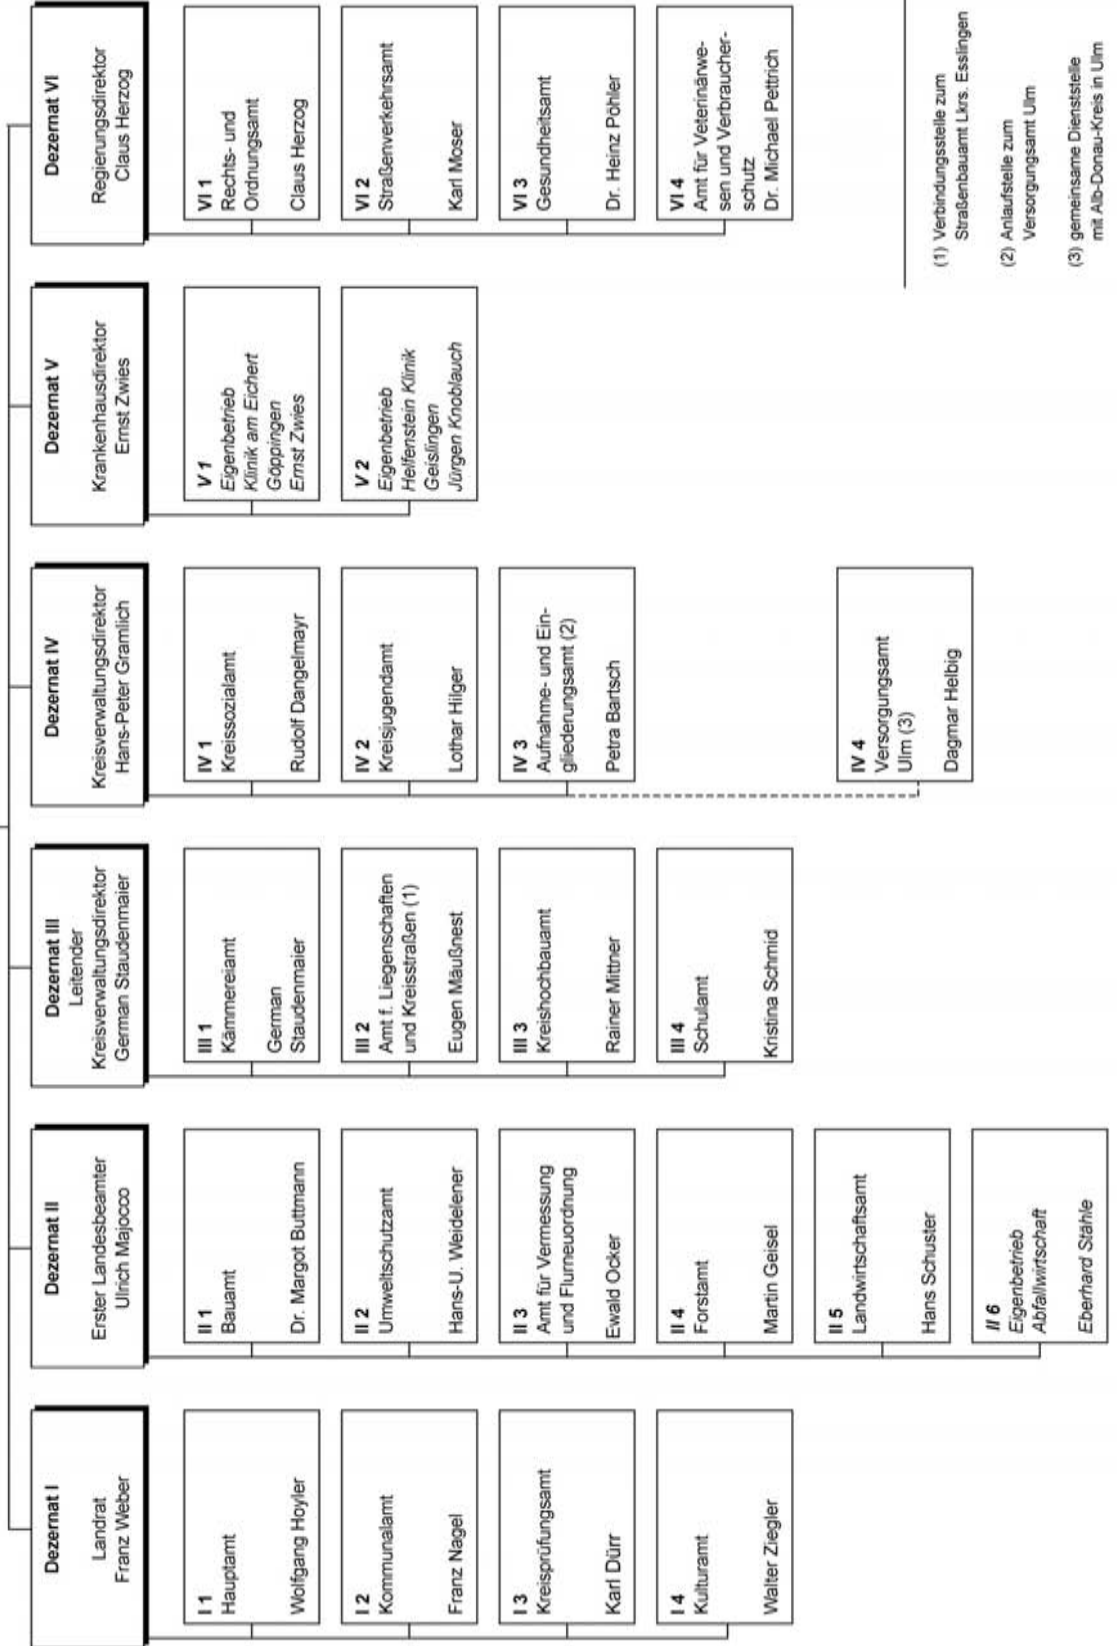 Dezernat I
Landrat
Franz Weber
I 1
Hauptamt
Wolfgang Hoyler
I 2
Kommunalamt
Franz Nagel
I 3
Kreisprüfungsamt
Karl Dürr
I 4
Kulturamt
Walter Ziegler
Dezernat II
Erster Landesbeamter
Ulrich Majocco
II 1
Bauamt
Dr. Margot Buttmann
II 2
Umweltschutzamt
Hans-U. Weidelener
II 3
Amt für Vermessung
und Flurneuordnung
Ewald Ocker
II 4
Forstamt
Martin Geisel
II 5
Landwirtschaftsamt
Hans Schuster
II 6
Eigenbetrieb
Abfallwirtschaft
Eberhard Stähle
Dezernat III
Leitender
Kreisverwaltungsdirektor
German Staudenmaier
III 1
Kämmereiamt
German
Staudenmaier
III 2
Amt f. Liegenschaften
und Kreisstraßen (1)
Eugen Mäußnest
III 3
Kreishochbauamt
Rainer Mittner
III 4
Schulamt
Kristina Schmid
Dezernat IV
Kreisverwaltungsdirektor
Hans-Peter Gramlich
IV 1
Kreissozialamt
Rudolf Dangelmayr
IV 2
Kreisjugendamt
Lothar Hilger
IV 3
Aufnahme- und Ein-
gliederungsamt (2)
Petra Bartsch
IV 4
Versorgungsamt
Ulm (3)
Dagmar Helbig
Dezernat V
Krankenhausdirektor
Ernst Zwies
V 1
Eigenbetrieb
Klinik am Eichert
Göppingen
Ernst Zwies
V 2
Eigenbetrieb
Helfenstein Klinik
Geislingen
Jürgen Knoblauch
Dezernat VI
Regierungsdirektor
Claus Herzog
VI 1
Rechts- und
Ordnungsamt
Claus Herzog
VI 2
Straßenverkehrsamt
Karl Moser
VI 3
Gesundheitsamt
Dr. Heinz Pöhler
VI 4
Amt für Veterinärwe-
sen und Verbraucher-
schutz
Dr. Michael Pettrich
(1) Verbindungsstelle zum
Straßenbauamt Lkrs. Esslingen
(2) Anlaufstelle zum
Versorgungsamt Ulm
(3) gemeinsame Dienststelle
mit Alb-Donau-Kreis in Ulm